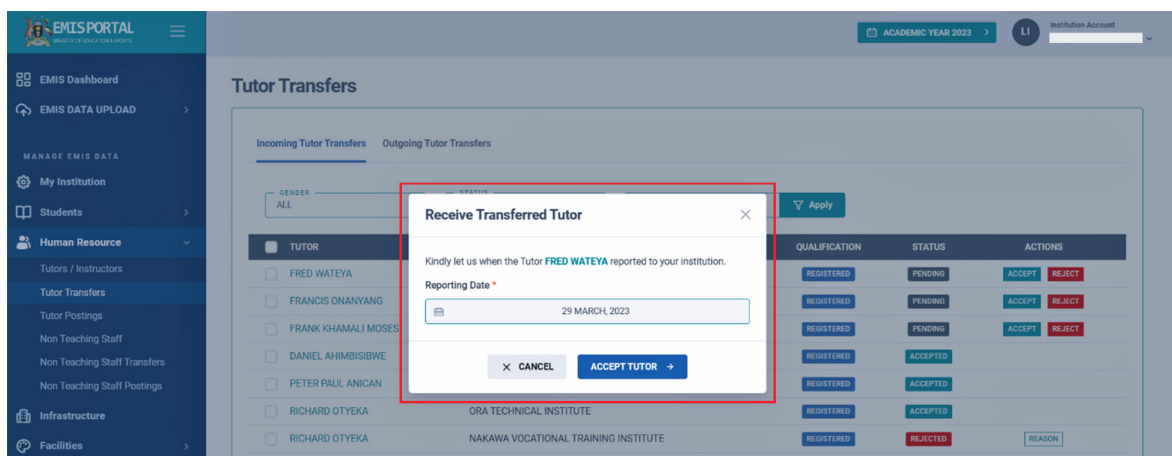 EMIS PORTAL
MINISTRY OF EDUCATION & SPORTS
ACADEMIC YEAR 2023
LI
Institution Account
EMIS Dashboard
EMIS DATA UPLOAD
MANAGE EMIS DATA
My Institution
Students
Human Resource
Tutors / Instructors
Tutor Transfers
Tutor Postings
Non Teaching Staff
Non Teaching Staff Transfers
Non Teaching Staff Postings
Infrastructure
Facilities
Tutor Transfers
Incoming Tutor Transfers Outgoing Tutor Transfers
GENDER STATUS
ALL
Apply
TUTOR QUALIFICATION STATUS ACTIONS
FRED WATEYA REGISTERED PENDING ACCEPT REJECT
FRANCIS ONANYANG REGISTERED PENDING ACCEPT REJECT
FRANK KHAMALI MOSES REGISTERED PENDING ACCEPT REJECT
DANIEL AHIMBISIBWE REGISTERED ACCEPTED
PETER PAUL ANICAN REGISTERED ACCEPTED
RICHARD OTYEKA ORA TECHNICAL INSTITUTE REGISTERED ACCEPTED
RICHARD OTYEKA NAKAWA VOCATIONAL TRAINING INSTITUTE REGISTERED REJECTED REASON
Receive Transferred Tutor
Kindly let us when the Tutor FRED WATEYA reported to your institution.
Reporting Date *
29 MARCH, 2023
CANCEL
ACCEPT TUTOR